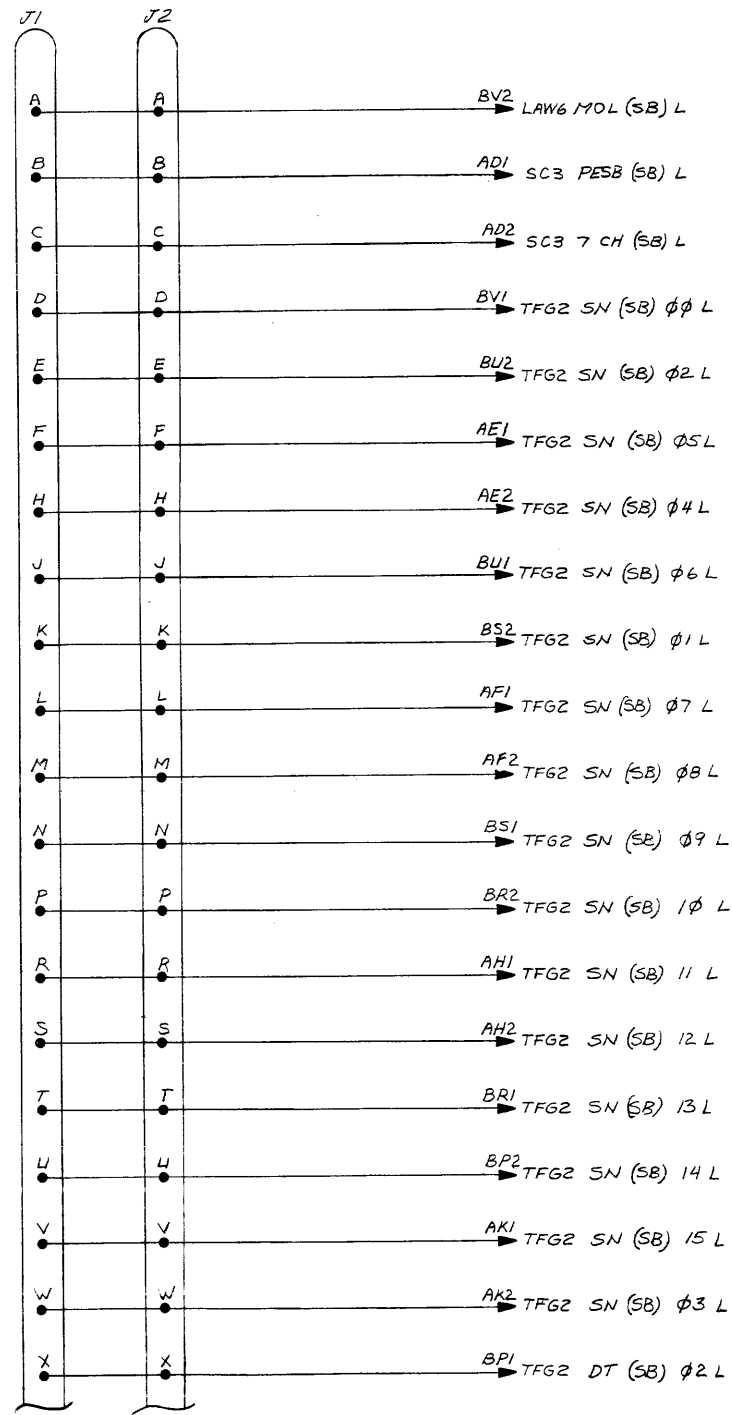 J1 J2
A A BV2 LAW6 MOL (SB) L
B B AD1 SC3 PESB (SB) L
C C AD2 SC3 7 CH (SB) L
D D BV1 TFG2 SN (SB) ØØ L
E E BU2 TFG2 SN (SB) Ø2 L
F F AE1 TFG2 SN (SB) Ø5 L
H H AE2 TFG2 SN (SB) Ø4 L
J J BU1 TFG2 SN (SB) Ø6 L
K K BS2 TFG2 SN (SB) Ø1 L
L L AF1 TFG2 SN (SB) Ø7 L
M M AF2 TFG2 SN (SB) Ø8 L
N N BS1 TFG2 SN (SB) Ø9 L
P P BR2 TFG2 SN (SB) 1Ø L
R R AH1 TFG2 SN (SB) 11 L
S S AH2 TFG2 SN (SB) 12 L
T T BR1 TFG2 SN (SB) 13 L
U U BP2 TFG2 SN (SB) 14 L
V V AK1 TFG2 SN (SB) 15 L
W W AK2 TFG2 SN (SB) Ø3 L
X X BP1 TFG2 DT (SB) Ø2 L